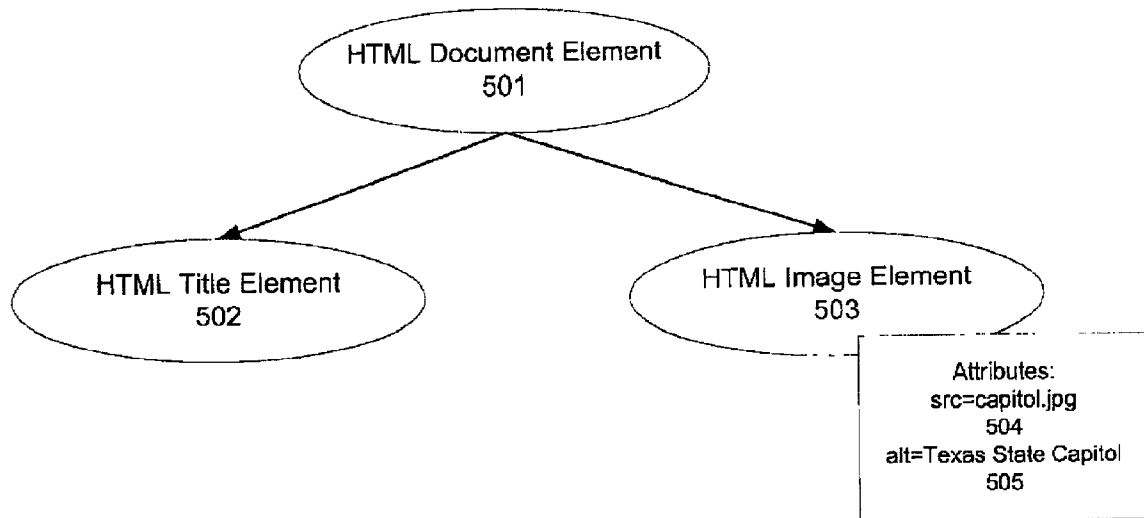 HTML Document Element
501
HTML Title Element
502
HTML Image Element
503
Attributes:
src=capitol.jpg
504
alt=Texas State Capitol
505